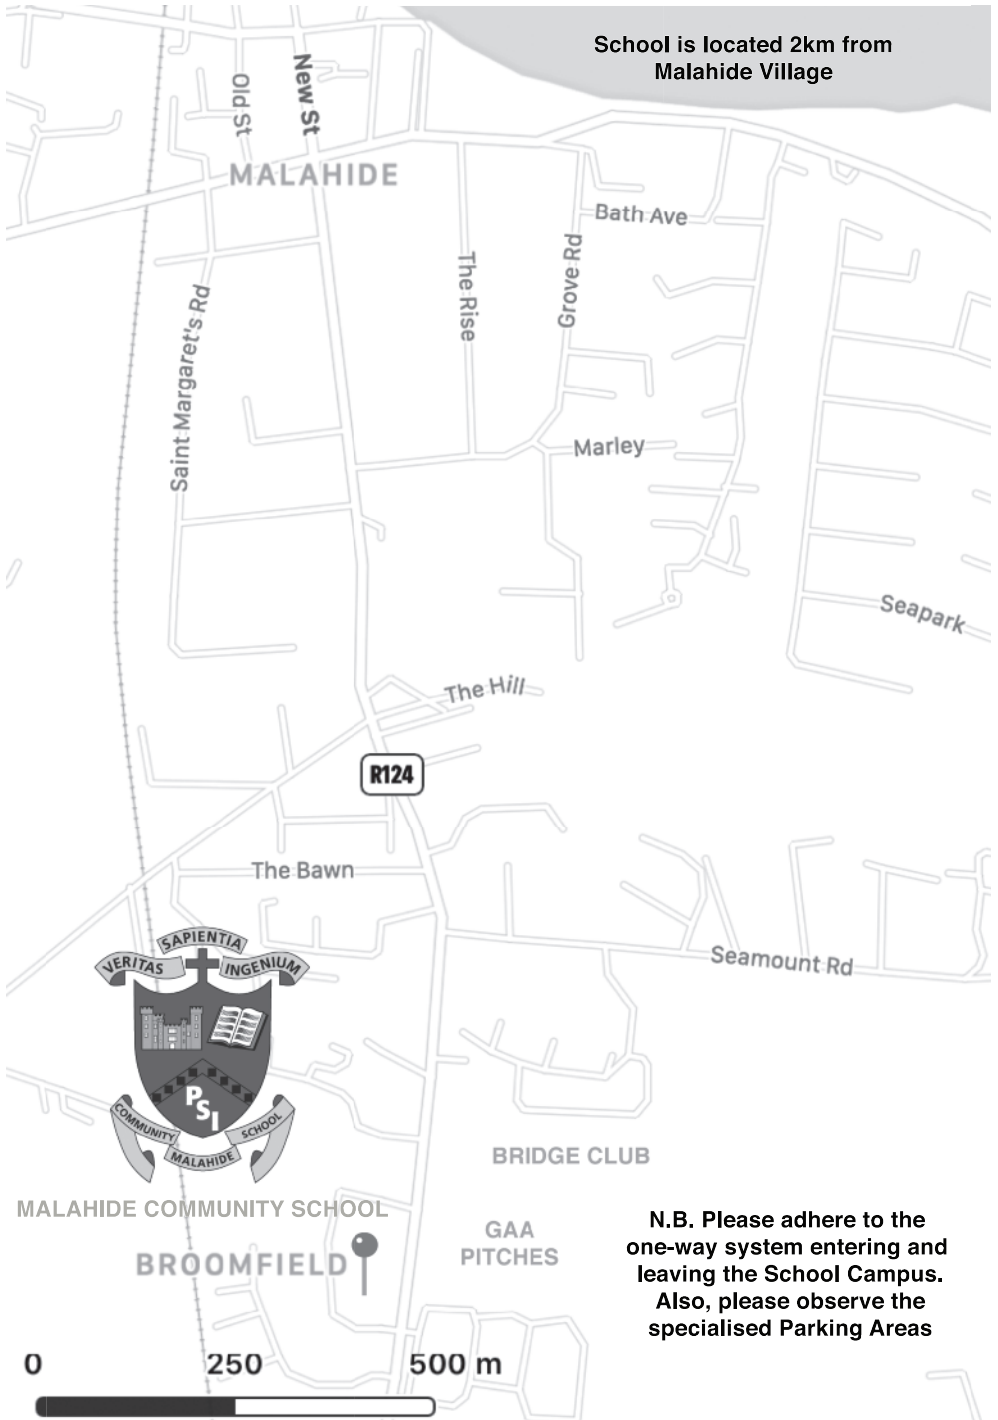 School is located 2km from
Malahide Village
Old St
New St
MALAHIDE
Bath Ave
Saint Margaret's Rd
The Rise
Grove Rd
Marley
Seapark
The Hill
R124
The Bawn
Seamount Rd
SAPIENTIA
VERITAS
INGENIUM
PSI
COMMUNITY
SCHOOL
MALAHIDE
BRIDGE CLUB
MALAHIDE COMMUNITY SCHOOL
GAA
PITCHES
BROOMFIELD
N.B. Please adhere to the
one-way system entering and
leaving the School Campus.
Also, please observe the
specialised Parking Areas
0 250 500 m